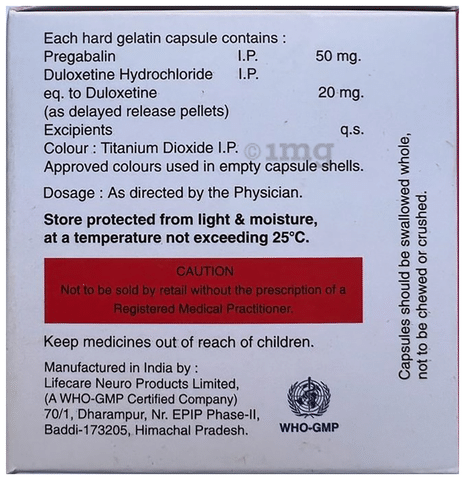 Each hard gelatin capsule contains :
Pregabalin I.P. 50 mg.
Duloxetine Hydrochloride I.P.
eq. to Duloxetine 20 mg.
(as delayed release pellets)
Excipients q.s.
Colour : Titanium Dioxide I.P.
Approved colours used in empty capsule shells.
Dosage : As directed by the Physician.
Store protected from light & moisture,
at a temperature not exceeding 25°C.
CAUTION
Not to be sold by retail without the prescription of a
Registered Medical Practitioner.
Keep medicines out of reach of children.
Manufactured in India by :
Lifecare Neuro Products Limited,
(A WHO-GMP Certified Company)
70/1, Dharampur, Nr. EPIP Phase-II,
Baddi-173205, Himachal Pradesh.
WHO-GMP
Capsules should be swallowed whole,
not to be chewed or crushed.
© 1mg